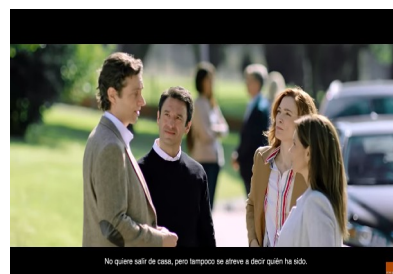 No quiere salir de casa, pero tampoco se atreve a decir quién ha sido.